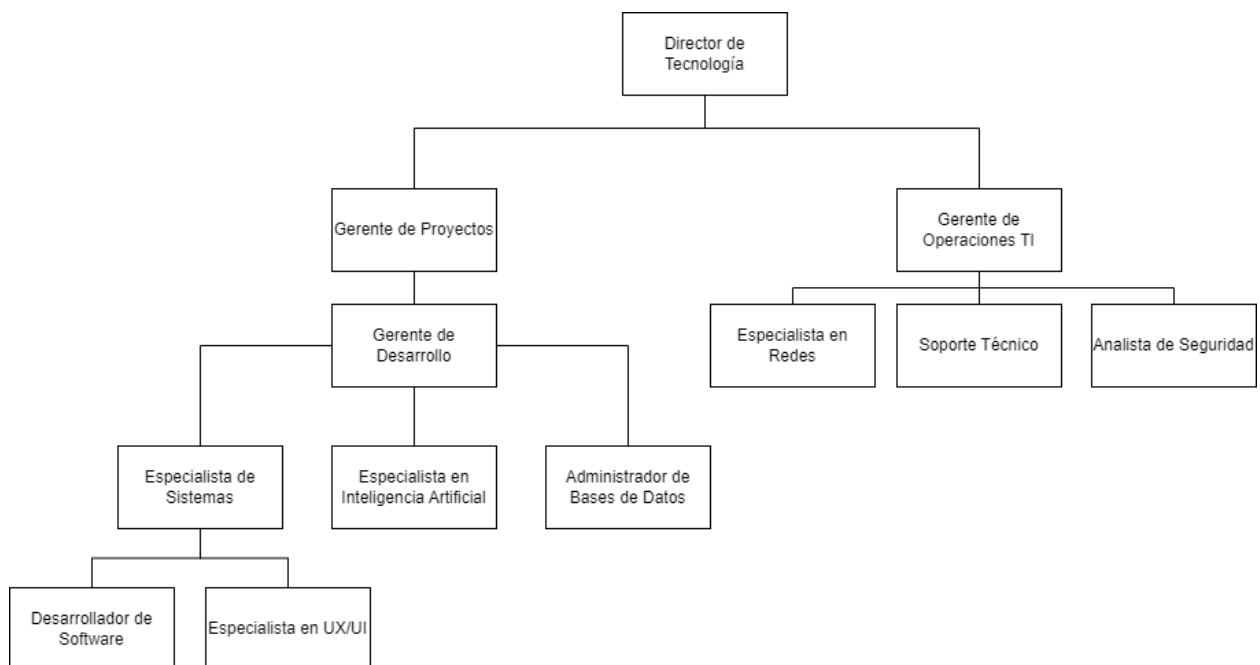 Director de
Tecnología
Gerente de Proyectos
Gerente de
Operaciones TI
Gerente de
Desarrollo
Especialista en
Redes
Soporte Técnico
Analista de Seguridad
Especialista de
Sistemas
Especialista en
Inteligencia Artificial
Administrador de
Bases de Datos
Desarrollador de
Software
Especialista en UX/UI